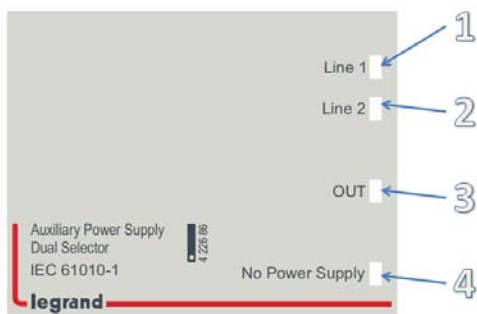 Line 1
1
Line 2
2
OUT
3
Auxiliary Power Supply
Dual Selector
IEC 61010-1
4 226 86
No Power Supply
4
legrand